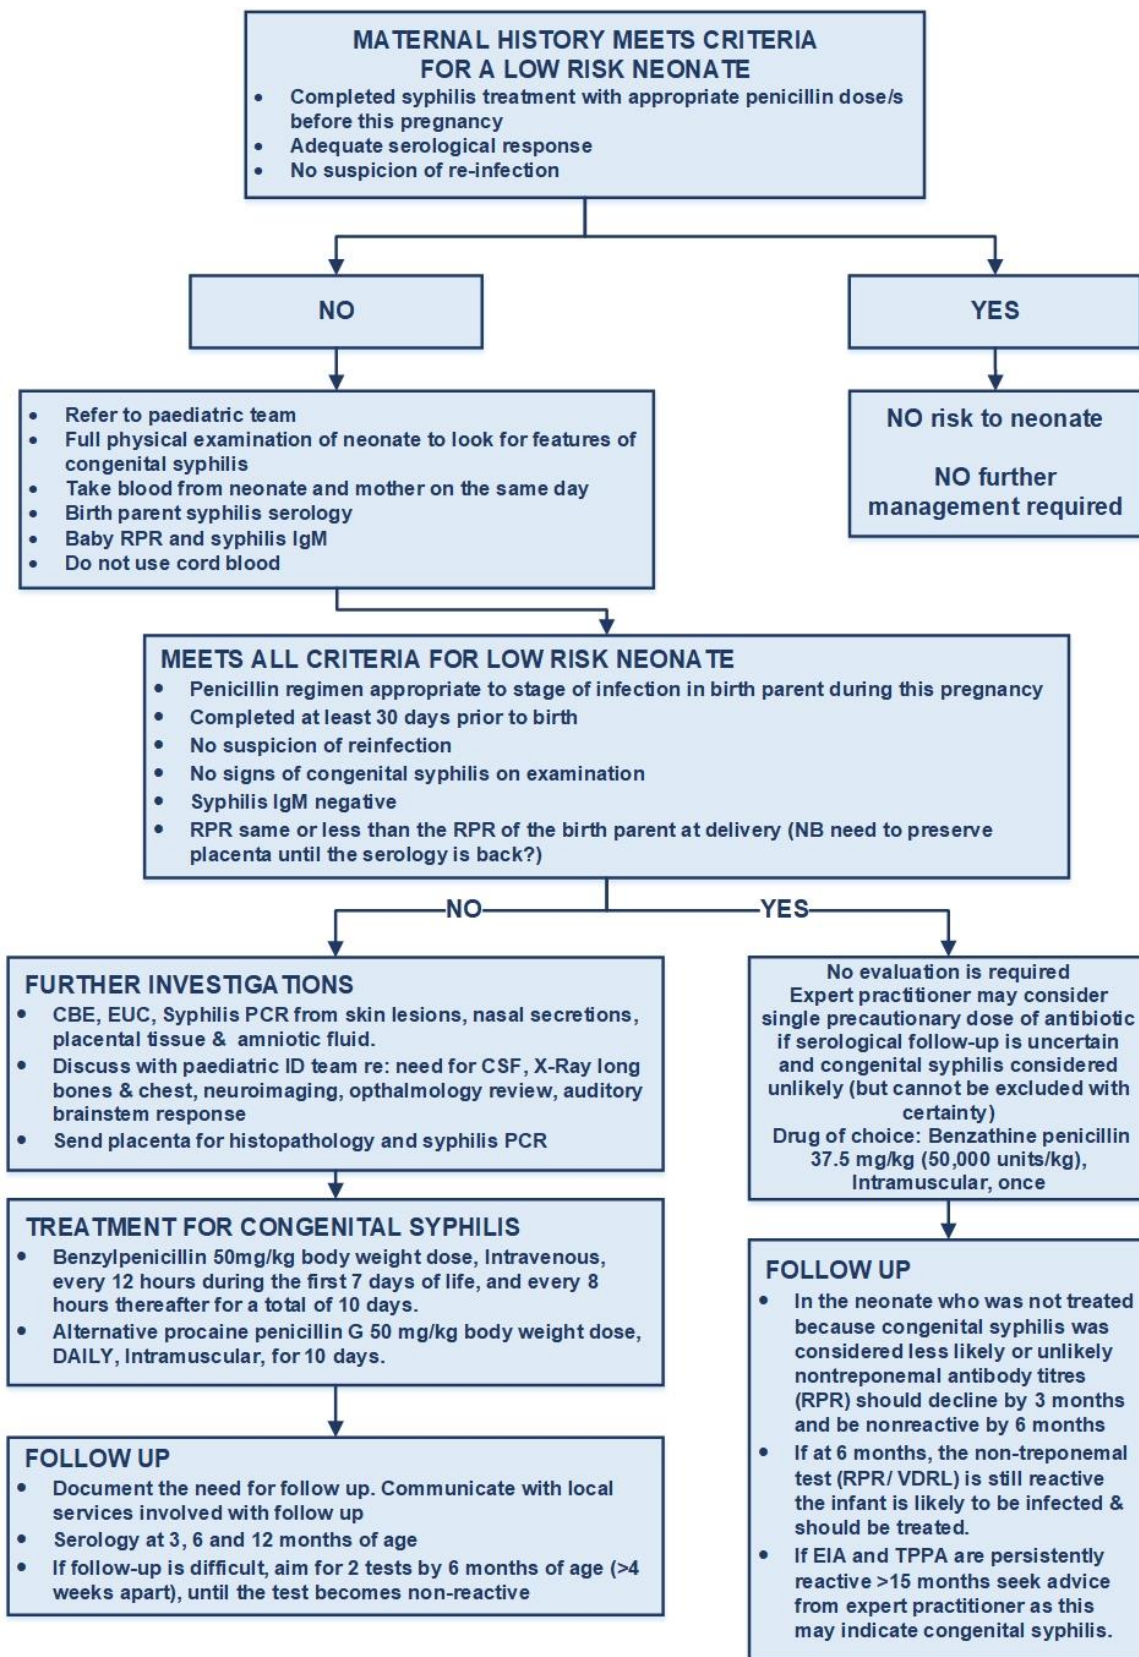 MATERNAL HISTORY MEETS CRITERIA
FOR A LOW RISK NEONATE
• Completed syphilis treatment with appropriate penicillin dose/s
before this pregnancy
• Adequate serological response
• No suspicion of re-infection
NO
YES
• Refer to paediatric team
• Full physical examination of neonate to look for features of
congenital syphilis
• Take blood from neonate and mother on the same day
• Birth parent syphilis serology
• Baby RPR and syphilis IgM
• Do not use cord blood
NO risk to neonate
NO further
management required
MEETS ALL CRITERIA FOR LOW RISK NEONATE
• Penicillin regimen appropriate to stage of infection in birth parent during this pregnancy
• Completed at least 30 days prior to birth
• No suspicion of reinfection
• No signs of congenital syphilis on examination
• Syphilis IgM negative
• RPR same or less than the RPR of the birth parent at delivery (NB need to preserve
placenta until the serology is back?)
NO
YES
FURTHER INVESTIGATIONS
• CBE, EUC, Syphilis PCR from skin lesions, nasal secretions,
placental tissue & amniotic fluid.
• Discuss with paediatric ID team re: need for CSF, X-Ray long
bones & chest, neuroimaging, opthalmology review, auditory
brainstem response
• Send placenta for histopathology and syphilis PCR
TREATMENT FOR CONGENITAL SYPHILIS
• Benzylpenicillin 50mg/kg body weight dose, Intravenous,
every 12 hours during the first 7 days of life, and every 8
hours thereafter for a total of 10 days.
• Alternative procaine penicillin G 50 mg/kg body weight dose,
DAILY, Intramuscular, for 10 days.
FOLLOW UP
• Document the need for follow up. Communicate with local
services involved with follow up
• Serology at 3, 6 and 12 months of age
• If follow-up is difficult, aim for 2 tests by 6 months of age (>4
weeks apart), until the test becomes non-reactive
No evaluation is required
Expert practitioner may consider
single precautionary dose of antibiotic
if serological follow-up is uncertain
and congenital syphilis considered
unlikely (but cannot be excluded with
certainty)
Drug of choice: Benzathine penicillin
37.5 mg/kg (50,000 units/kg),
Intramuscular, once
FOLLOW UP
• In the neonate who was not treated
because congenital syphilis was
considered less likely or unlikely
nontreponemal antibody titres
(RPR) should decline by 3 months
and be nonreactive by 6 months
• If at 6 months, the non-treponemal
test (RPR/ VDRL) is still reactive
the infant is likely to be infected &
should be treated.
• If EIA and TPPA are persistently
reactive >15 months seek advice
from expert practitioner as this
may indicate congenital syphilis.